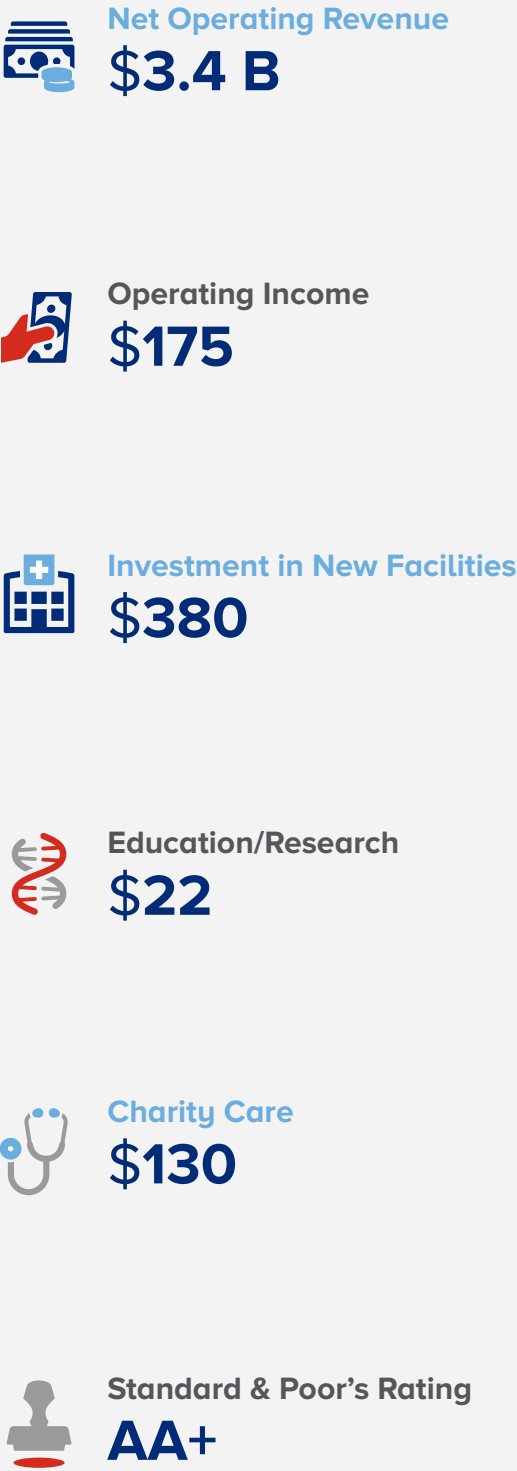 Net Operating Revenue
$3.4 B
Operating Income
$175
Investment in New Facilities
$380
Education/Research
$22
Charity Care
$130
Standard & Poor’s Rating
AA+